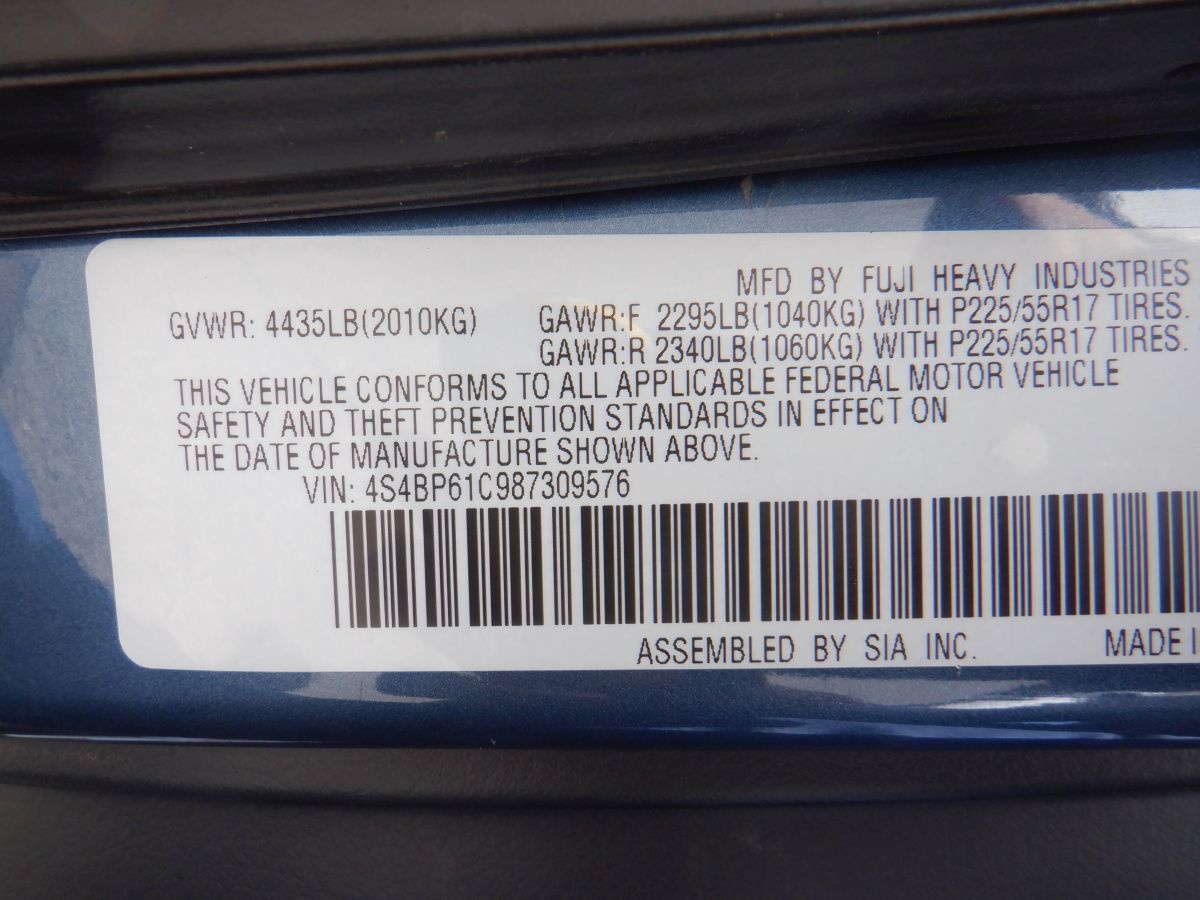 MFD BY FUJI HEAVY INDUSTRIES
GVWR: 4435LB(2010KG) GAWR:F 2295LB(1040KG) WITH P225/55R17 TIRES.
GAWR:R 2340LB(1060KG) WITH P225/55R17 TIRES.
THIS VEHICLE CONFORMS TO ALL APPLICABLE FEDERAL MOTOR VEHICLE
SAFETY AND THEFT PREVENTION STANDARDS IN EFFECT ON
THE DATE OF MANUFACTURE SHOWN ABOVE.
VIN: 4S4BP61C987309576
ASSEMBLED BY SIA INC. MADE